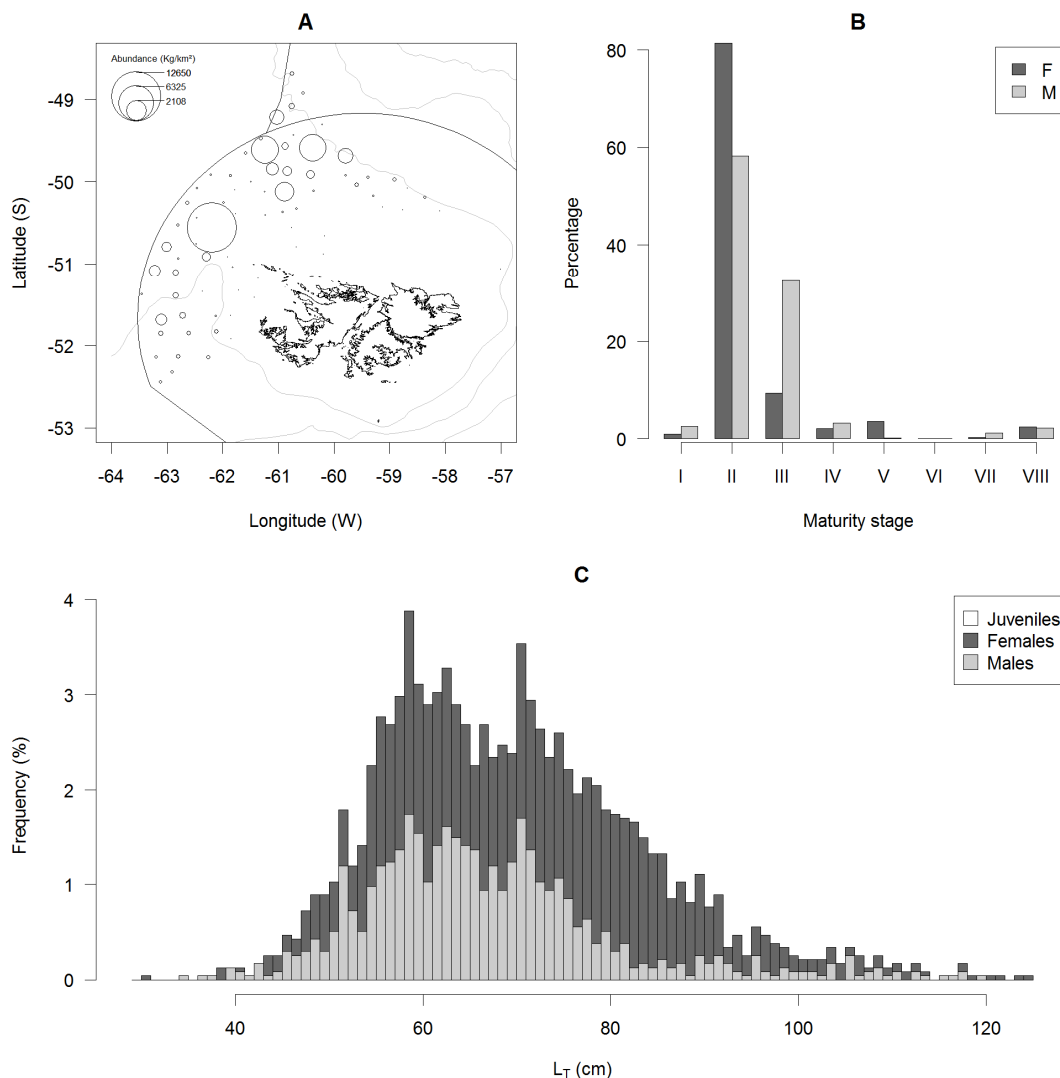 A
Abundance (Kg/km²)
12650
6325
2108
-49
-50
-51
-52
-53
Latitude (S)
-64 -63 -62 -61 -60 -59 -58 -57
Longitude (W)
B
F
M
80
60
40
20
0
Percentage
I II III IV V VI VII VIII
Maturity stage
C
Juveniles
Females
Males
4
3
2
1
0
Frequency (%)
40 60 80 100 120
L_T (cm)